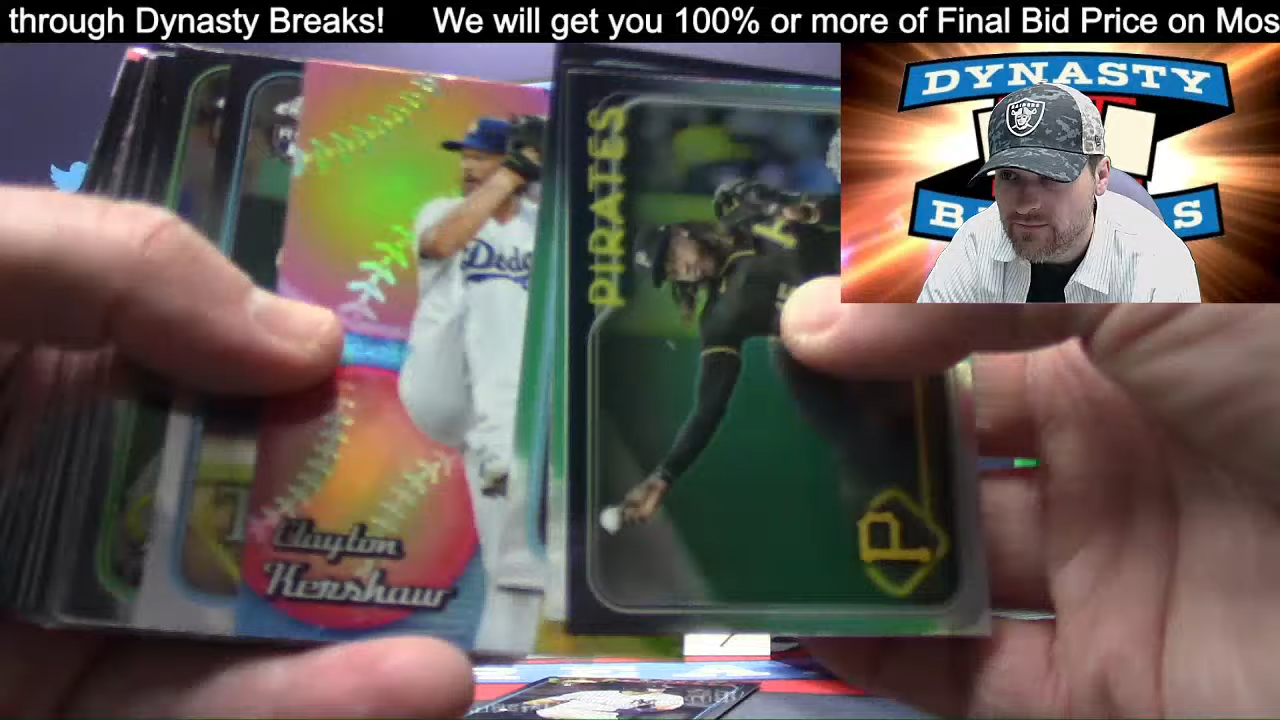 through Dynasty Breaks! We will get you 100% or more of Final Bid Price on Mos
DYNASTY
RAIDERS
PIRATES
Clayton
Kershaw
P